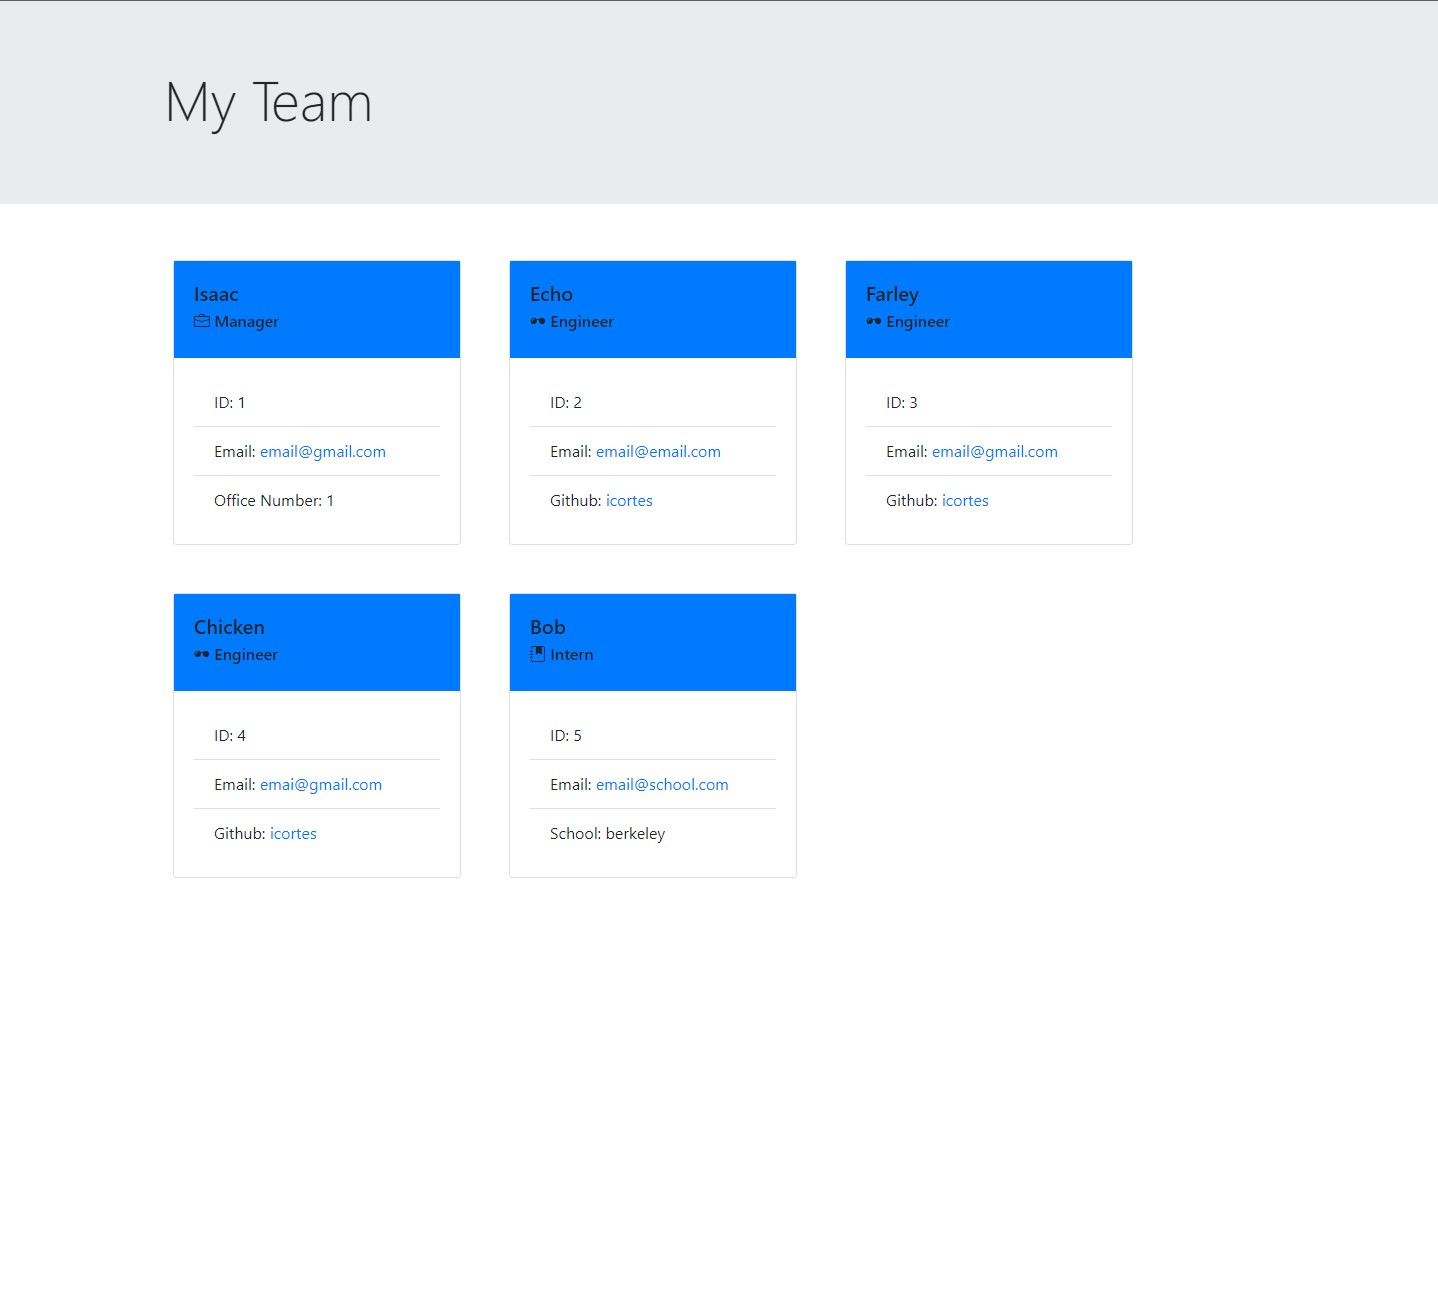 My Team
Isaac
Manager
ID: 1
Email: email@gmail.com
Office Number: 1
Echo
Engineer
ID: 2
Email: email@email.com
Github: icortes
Farley
Engineer
ID: 3
Email: email@gmail.com
Github: icortes
Chicken
Engineer
ID: 4
Email: emai@gmail.com
Github: icortes
Bob
Intern
ID: 5
Email: email@school.com
School: berkeley